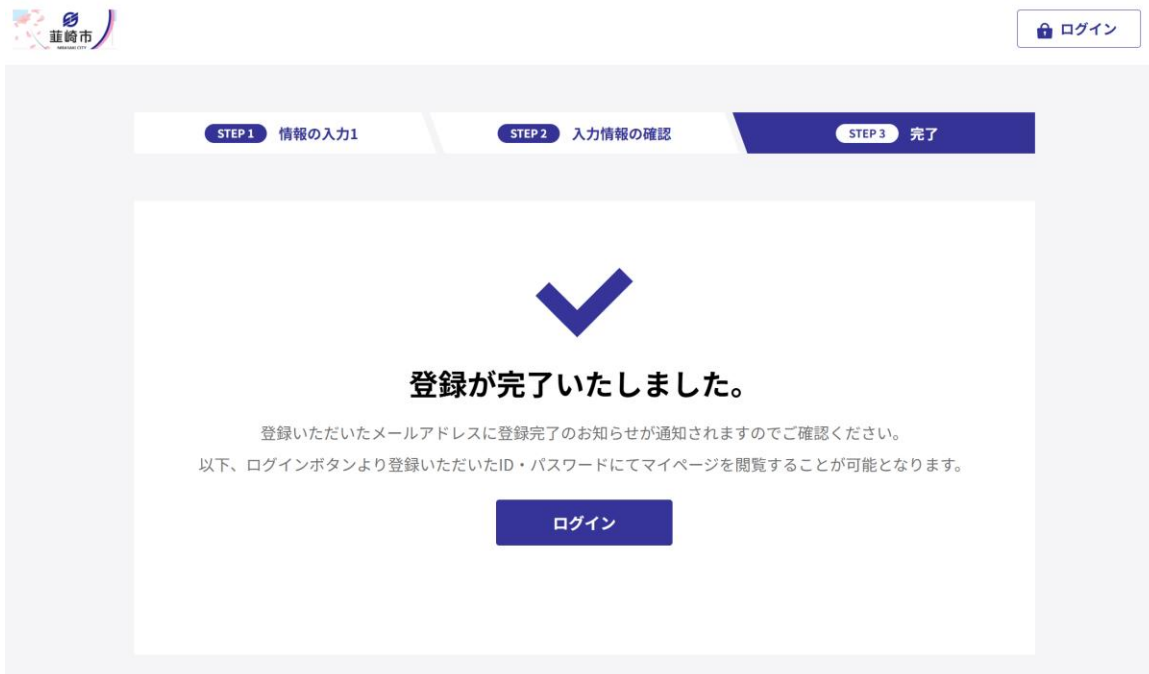 韮崎市
ログイン
STEP 1 情報の入力1
STEP 2 入力情報の確認
STEP 3 完了
登録が完了いたしました。
登録いただいたメールアドレスに登録完了のお知らせが通知されますのでご確認ください。
以下、ログインボタンより登録いただいたID・パスワードにてマイページを閲覧することが可能となります。
ログイン